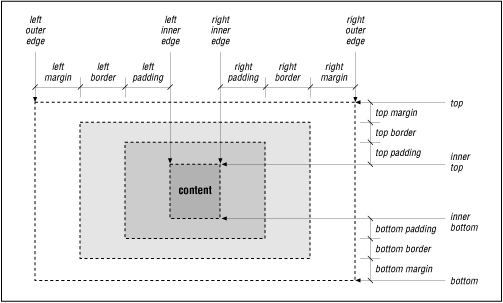 left outer edge
left inner edge
right inner edge
right outer edge
left margin
left border
left padding
right padding
right border
right margin
top
top margin
top border
top padding
inner top
content
inner bottom
bottom padding
bottom border
bottom margin
bottom